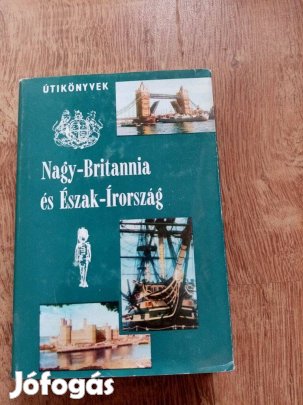 ÚTIKÖNYVEK
Nagy-Britannia
és Észak-Írország
Jófogás